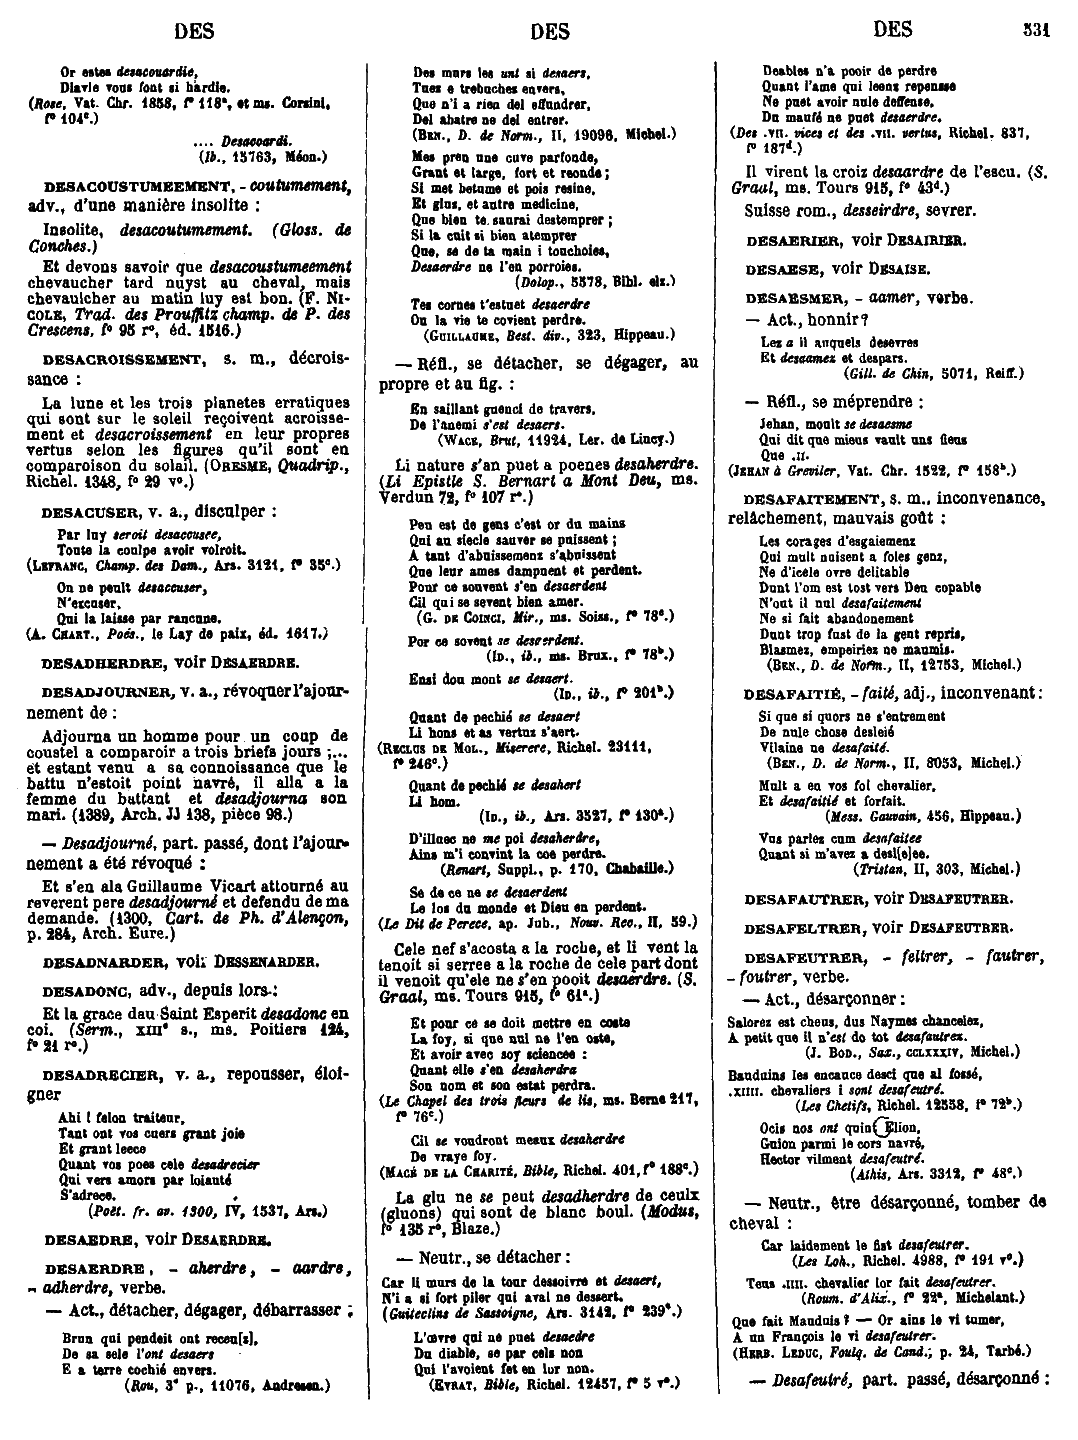 DES
DES
DES
531
Or estes desacouardie,
Diavle vous font si hardie.
(Rose, Vat. Chr. 1858, f° 118ª, et ms. Corsini,
f° 104ᶜ.)
.... Desacoardi.
(Ib., 15763, Méon.)
DESACOUSTUMEEMENT, - coutumement,
adv., d'une manière insolite :
Insolite, desacoutumement. (Gloss. de
Conches.)
Et devons savoir que desacoustumeement
chevaucher tard nuyst au cheval, mais
chevaulcher au matin luy est bon. (F. NI-
COLE, Trad. des Prouffitz champ. de P. des
Crescens, f° 95 r°, éd. 1516.)
DESACROISSEMENT, s. m., décrois-
sance :
La lune et les trois planetes erratiques
qui sont sur le soleil reçoivent acroisse-
ment et desacroissement en leur propres
vertus selon les figures qu'il sont en
comparoison du solail. (ORESME, Quadrip.,
Richel. 1348, f° 29 v°.)
DESACUSER, v. a., disculper :
Par luy seroit desacousee,
Toute la coulpe avoir volroit.
(LEFRANC, Champ. des Dam., Ars. 3121, f° 35ᶜ.)
On ne peult desaccuser,
N'excuser,
Qui la laisse par rancune.
(A. CHART., Poés., le Lay de paix, éd. 1617.)
DESADHERDRE, voir DESAERDRE.
DESADJOURNER, v. a., révoquer l'ajour-
nement de :
Adjourna un homme pour un coup de
coustel a comparoir a trois briefs jours ;...
et estant venu a sa connoissance que le
battu n'estoit point navré, il alla a la
femme du battant et desadjourna son
mari. (1389, Arch. JJ 138, pièce 98.)
— Desadjourné, part. passé, dont l'ajour-
nement a été révoqué :
Et s'en ala Guillaume Vicart attourné au
reverent pere desadjourné et defendu de ma
demande. (1300, Cart. de Ph. d'Alençon,
p. 284, Arch. Eure.)
DESADNARDER, voir DESSENARDER.
DESADONC, adv., depuis lors :
Et la grace dau Saint Esperit desadonc en
coi. (Serm., XIIIᵉ s., ms. Poitiers 124,
f° 21 r°.)
DESADRECIER, v. a., repousser, éloi-
gner
Ahi ! felon traiteur,
Tant ont vos cuers grant joie
Et grant leece
Quant vos poes cele desadrecier
Qui vers amors par loiauté
S'adrece.
(Poët. fr. av. 1300, IV, 1537, Ars.)
DESAEDRE, voir DESAERDRE.
DESAERDRE, - aherdre, - aardre,
- adherdre, verbe.
— Act., détacher, dégager, débarrasser :
Brun qui pendeit ont receu[s],
De sa sele l'ont desaers
E a terre cochié envers.
(Rou, 3ᵉ p., 11076, Andresen.)
Des murs les unt si desaers,
Tues e trebuches envers,
Que n'i a rien del effundrer,
Del abatre ne del entrer.
(BEN., D. de Norm., II, 19096, Michel.)
Mes pren une cuve parfonde,
Grant et large, fort et reonde ;
Si met betume et pois resine,
Et glus, et autre medicine,
Que bien te saurai destemprer ;
Si la cuit si bien atemprer
Que, se de ta main i touchoies,
Desaerdre ne l'en porroies.
(Dolop., 5578, Bibl. elz.)
Tes cornes t'estuet desaerdre
Ou la vie te covient perdre.
(GUILLAUME, Best. div., 323, Hippeau.)
— Réfl., se détacher, se dégager, au
propre et au fig. :
En saillant guenci de travers,
De l'anemi s'est desaers.
(WACE, Brut, 11924, Ler. de Lincy.)
Li nature s'an puet a poenes desaherdre.
(Li Epistle S. Bernart a Mont Deu, ms.
Verdun 72, f° 107 r°.)
Peu est de gens c'est or du mains
Qui au siecle sauver se puissent ;
A tant d'abuissemenz s'abuissent
Que leur ames dampnent et perdent.
Pour ce souvent s'en desaerdent
Cil qui se sevent bien amer.
(G. DE COINCI, Mir., ms. Soiss., f° 78ᵉ.)
Por ce sovent se deserdent.
(ID., ib., ms. Brux., f° 78ᵇ.)
Ensi dou mont se desaert.
(ID., ib., f° 201ᵇ.)
Quant de pechié se desaert
Li hons et as vertuz s'aert.
(RECLUS DE MOL., Miserere, Richel. 23111,
f° 246ᶜ.)
Quant de pechié se desahert
Li hom.
(ID., ib., Ars. 3527, f° 130ᵃ.)
D'illuec ne me poi desaherdre,
Ains m'i convint la coe perdre.
(Renart, Suppl., p. 170, Chabaille.)
Se de ce ne se desaerdent
Le los du monde et Dieu en perdent.
(Le Dit de Perece, ap. Jub., Nouv. Rec., II, 59.)
Cele nef s'acosta a la roche, et li vent la
tenoit si serree a la roche de cele part dont
il venoit qu'ele ne s'en pooit desaerdre. (S.
Graal, ms. Tours 915, f° 61ᵃ.)
Et pour ce se doit mettre en coste
La foy, si que nul ne l'en oste,
Et avoir avec soy sciencee :
Quant elle s'en desaherdra
Son nom et son estat perdra.
(Le Chapel des trois fleurs de lis, ms. Berne 217,
f° 76ᶜ.)
Cil se voudront meaux desaherdre
De vraye foy.
(MACÉ DE LA CHARITÉ, Bible, Richel. 401, f° 188ᶜ.)
La glu ne se peut desadherdre de ceulx
(gluons) qui sont de blanc boul. (Modus,
f° 135 r°, Blaze.)
— Neutr., se détacher :
Car li murs de la tour dessoivre et desaert,
N'i a si fort piler qui aval ne dessert.
(Guiteclins de Sassoigne, Ars. 3142, f° 239ᵃ.)
L'œvre qui ne puet desaedre
Du diable, se par cels non
Qui l'avoient fet en lur non.
(EVRAT, Bible, Richel. 12457, f° 5 v°.)
Deables n'a pooir de perdre
Quant l'ame qui leenz repensse
Ne puet avoir nule deffense,
Du maufé ne puet desaerdre.
(Des .VII. vices et des .VII. vertus, Richel. 837,
f° 187ᵈ.)
Il virent la croiz desaardre de l'escu. (S.
Graal, ms. Tours 915, f° 43ᵈ.)
Suisse rom., desseirdre, sevrer.
DESAERIER, voir DESAIRIER.
DESAESE, voir DESAISE.
DESAESMER, - aamer, verbe.
— Act., honnir ?
Lez a il auquels desevres
Et desaamez et despars.
(Gill. de Chin, 5071, Reiff.)
— Réfl., se méprendre :
Jehan, moult se desaesme
Qui dit que mieus vault uns fiens
Que .II.
(JEHAN à Greviler, Vat. Chr. 1522, f° 158ᵇ.)
DESAFAITEMENT, s. m., inconvenance,
relâchement, mauvais goût :
Les corages d'esgaiemenz
Qui mult nuisent a foles genz,
Ne d'icele ovre delitable
Dunt l'om est tost vers Deu copable
N'out il nul desafaitement
Ne si fait abandonement
Dunt trop fust de la gent repris,
Blasmez, empeiriez ne maumis.
(BEN., D. de Norm., II, 12753, Michel.)
DESAFAITIÉ, - faité, adj., inconvenant :
Si que si quors ne s'entrement
De nule chose desleié
Vilaine ne desafaité.
(BEN., D. de Norm., II, 8053, Michel.)
Mult a en vos fol chevalier,
Et desafaitié et forfait.
(Mess. Gauvain, 456, Hippeau.)
Vus parlez cum desafaitee
Quant si m'avez a desl[e]ee.
(Tristan, II, 303, Michel.)
DESAFAUTRER, voir DESAFEUTRER.
DESAFELTRER, voir DESAFEUTRER.
DESAFEUTRER, - feltrer, - fautrer,
- foutrer, verbe.
— Act., désarçonner :
Salorez est cheus, dus Naymes chancelez,
A petit que il n'est do tot desafautrez.
(J. BOD., Sax., CCLXXXIV, Michel.)
Bauduins les encauce desci que al fossé,
.XIIII. chevaliers i sont desafeutré.
(Les Chetifs, Richel. 12558, f° 72ᵇ.)
Ocis nos ont quin Elion,
Guion parmi le cors navré,
Hector vilment desafeutré.
(Athis, Ars. 3312, f° 48ᶜ.)
— Neutr., être désarçonné, tomber de
cheval :
Car laidement le fist desafeutrer.
(Les Loh., Richel. 4988, f° 191 v°.)
Tens .IIII. chevalier lor fait desafeutrer.
(Roum. d'Alix., f° 22ᵃ, Michelant.)
Que fait Mauduis ? — Or ains le vi tumer,
A un François le vi desafeutrer.
(HERB. LEDUC, Foulq. de Cand., p. 24, Tarbé.)
— Desafeutré, part. passé, désarçonné :